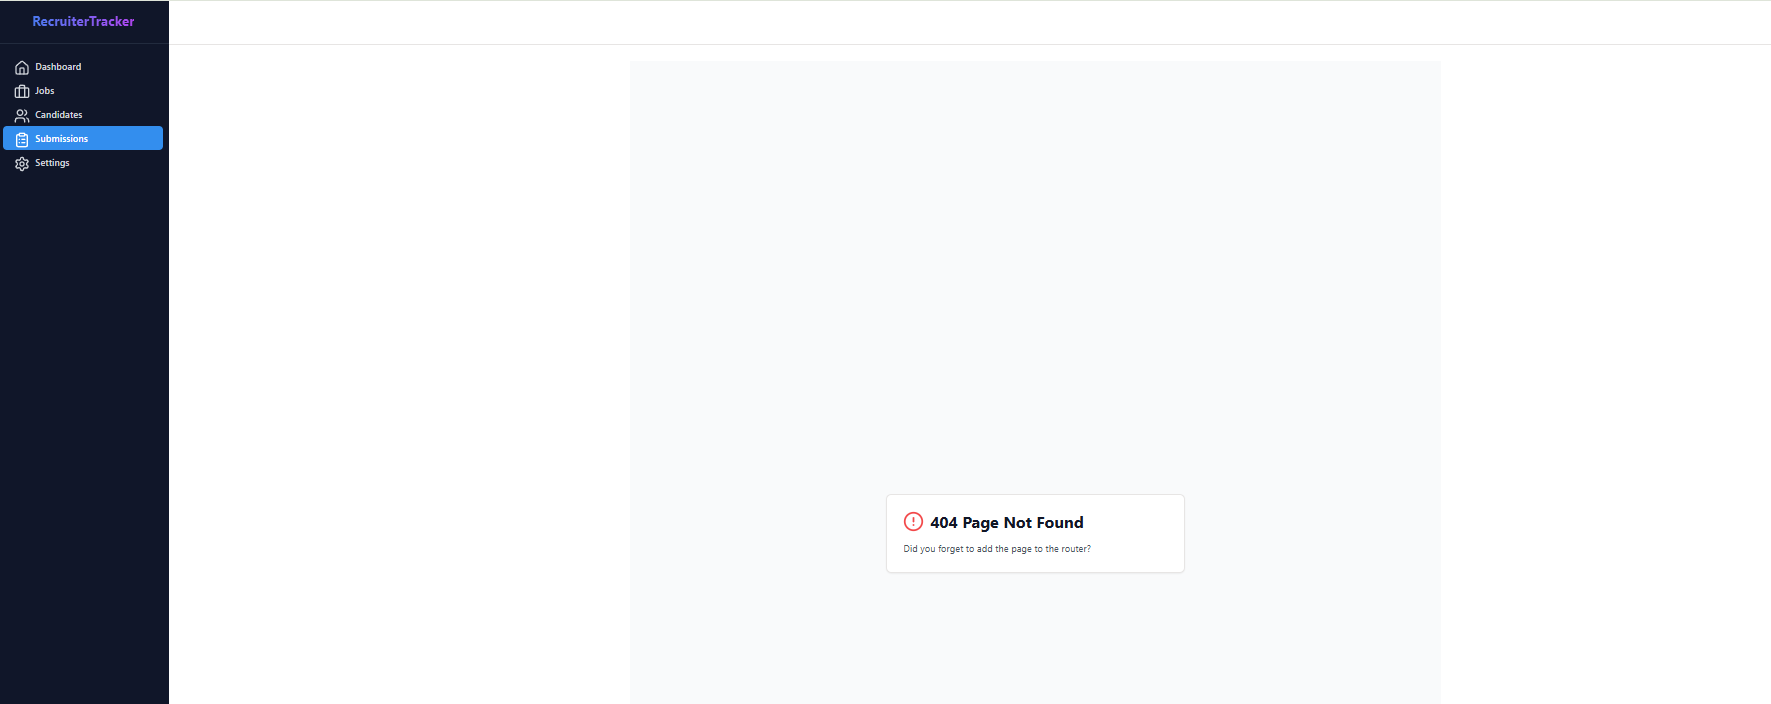 RecruiterTracker
Dashboard
Jobs
Candidates
Submissions
Settings
404 Page Not Found
Did you forget to add the page to the router?